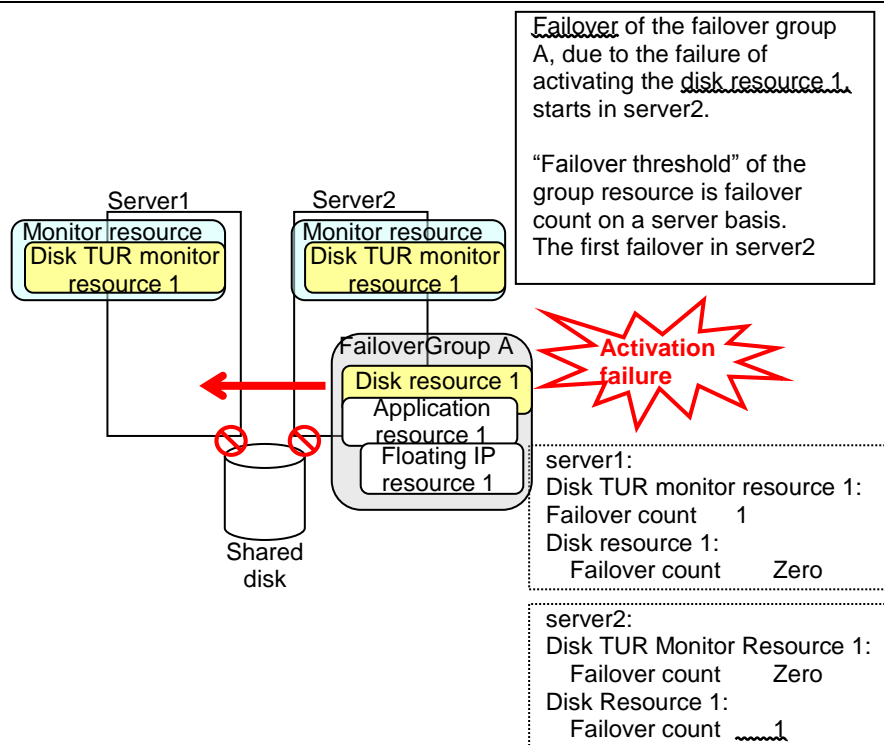 Failover of the failover group
A, due to the failure of
activating the disk resource 1,
starts in server2.
“Failover threshold” of the
group resource is failover
count on a server basis.
The first failover in server2
Server1
Server2
Monitor resource
Disk TUR monitor
resource 1
Monitor resource
Disk TUR monitor
resource 1
FailoverGroup A
Disk resource 1
Application
resource 1
Floating IP
resource 1
Activation
failure
Shared
disk
server1:
Disk TUR monitor resource 1:
Failover count 1
Disk resource 1:
Failover count Zero
server2:
Disk TUR Monitor Resource 1:
Failover count Zero
Disk Resource 1:
Failover count 1